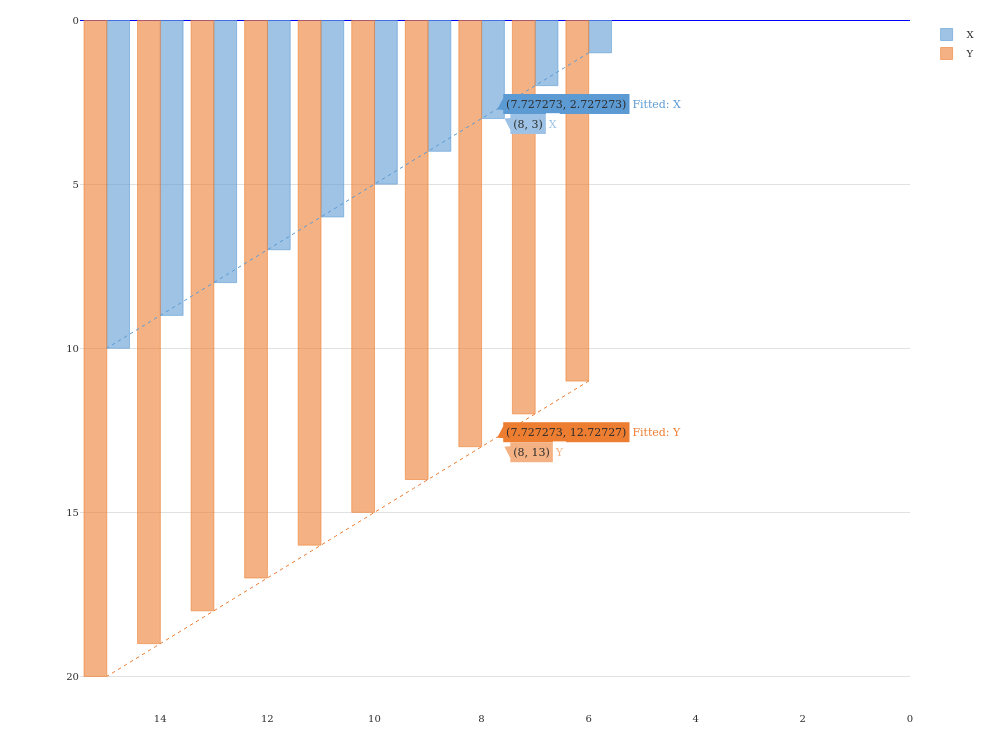 0
X
Y
(7.727273, 2.727273) Fitted: X
(8, 3) X
5
10
(7.727273, 12.72727) Fitted: Y
(8, 13) Y
15
20
14 12 10 8 6 4 2 0